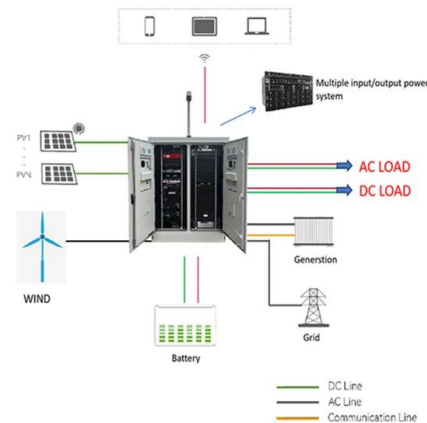 Multiple input/output power
system
PV1
PVN
AC LOAD
DC LOAD
WIND
Generstion
Battery
Grid
DC Line
AC Line
Communication Line